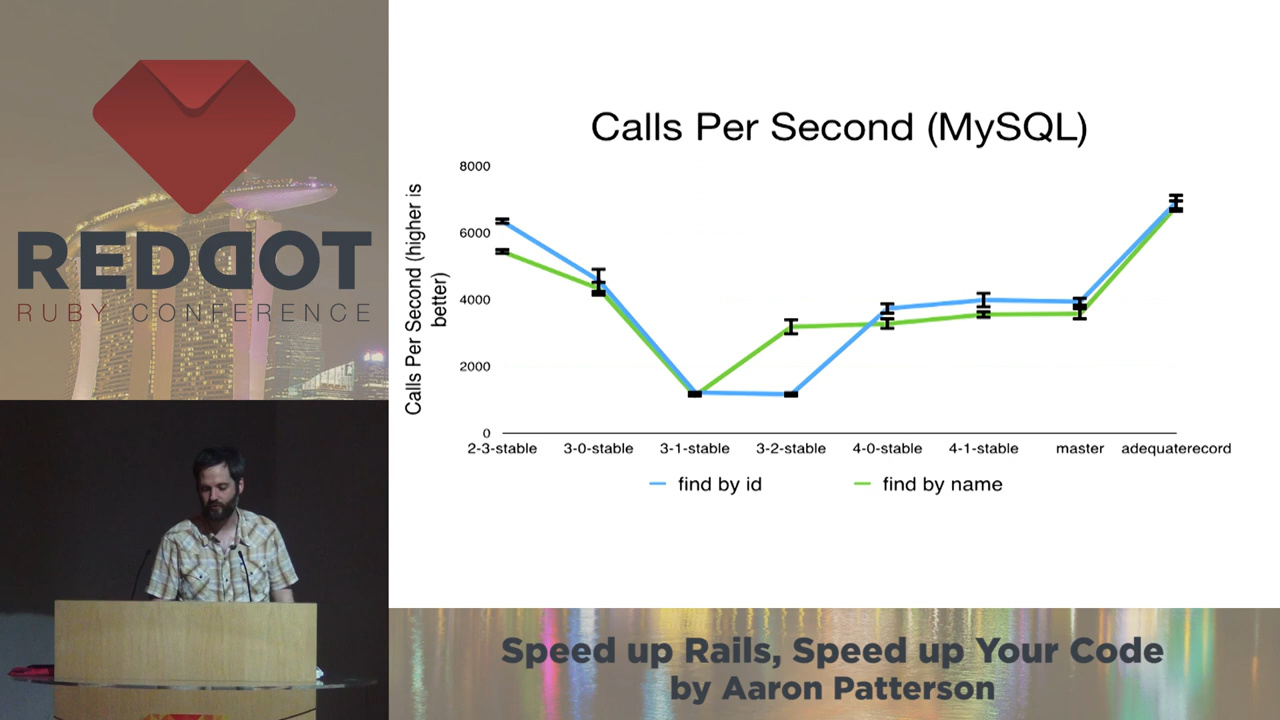 REDDOT
RUBY CONFERENCE
Calls Per Second (MySQL)
Calls Per Second (higher is
better)
8000
6000
4000
2000
0
2-3-stable 3-0-stable 3-1-stable 3-2-stable 4-0-stable 4-1-stable master adequaterecord
find by id find by name
Speed up Rails, Speed up Your Code
by Aaron Patterson